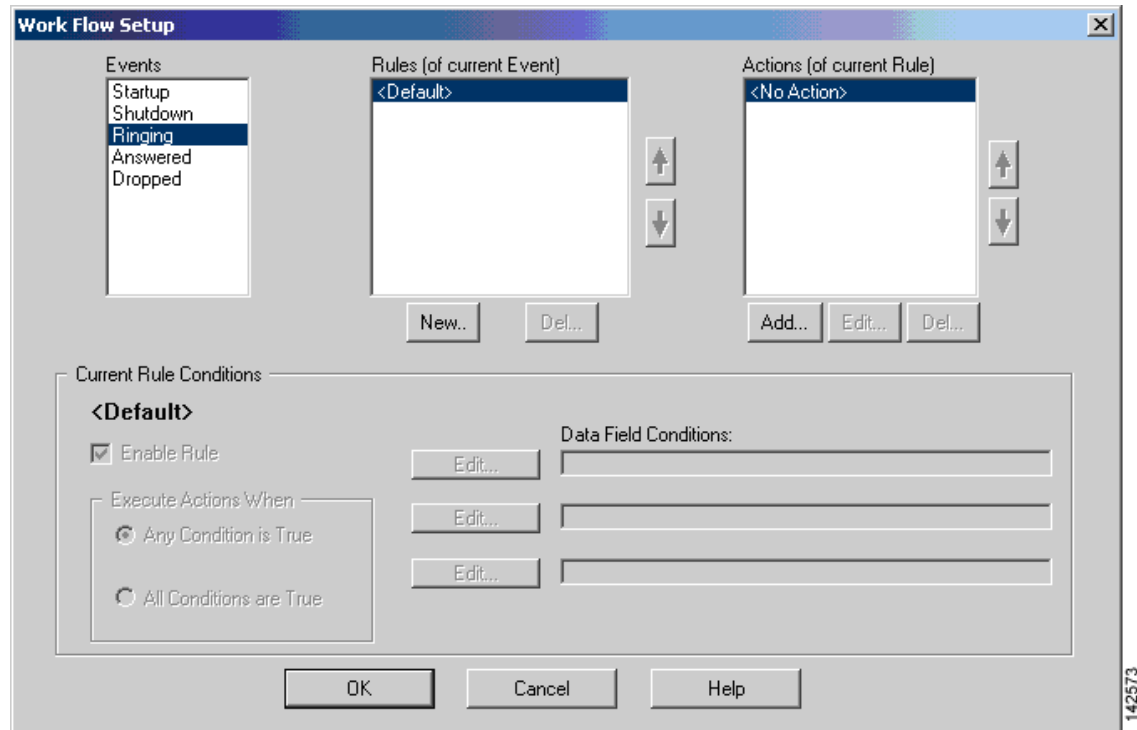 Work Flow Setup
Events
Startup
Shutdown
Ringing
Answered
Dropped
Rules (of current Event)
<Default>
New..
Del...
Actions (of current Rule)
<No Action>
Add...
Edit...
Del...
Current Rule Conditions
<Default>
Enable Rule
Execute Actions When
Any Condition is True
All Conditions are True
Data Field Conditions:
Edit...
Edit...
Edit...
OK
Cancel
Help
142573